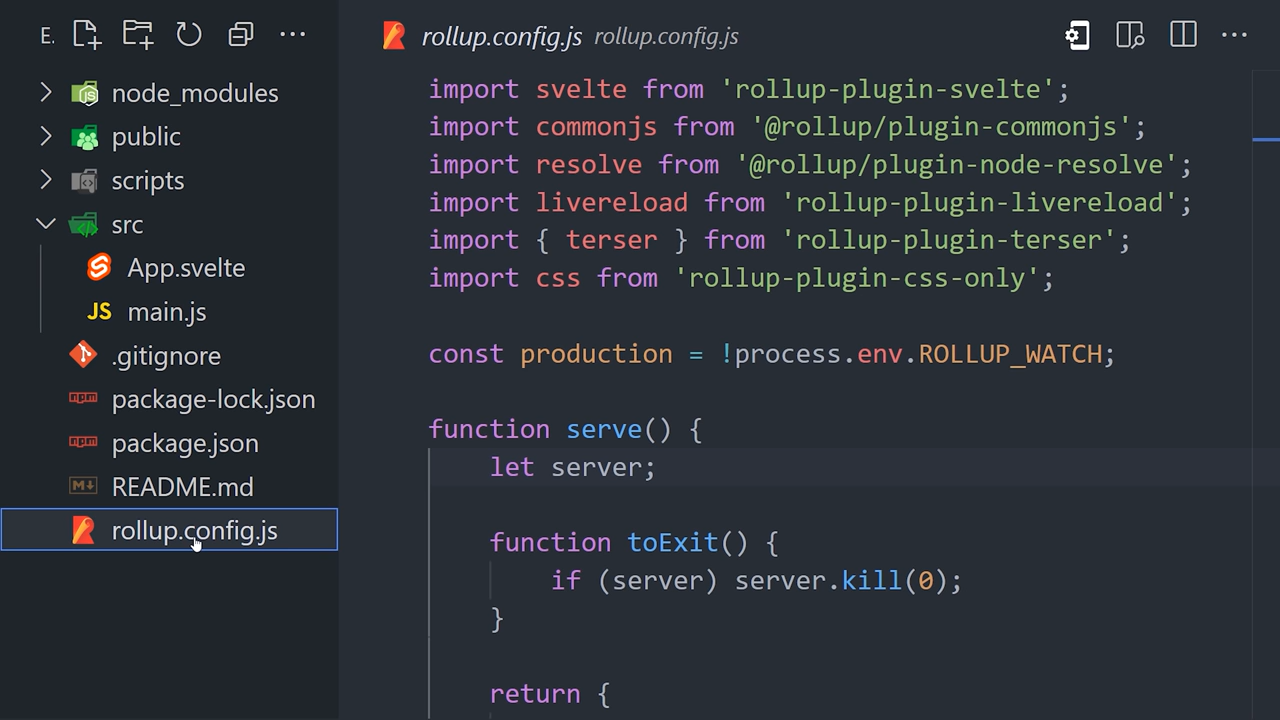 E.
node_modules
public
scripts
src
App.svelte
JS main.js
.gitignore
package-lock.json
package.json
README.md
rollup.config.js
rollup.config.js rollup.config.js
import svelte from 'rollup-plugin-svelte';
import commonjs from '@rollup/plugin-commonjs';
import resolve from '@rollup/plugin-node-resolve';
import livereload from 'rollup-plugin-livereload';
import { terser } from 'rollup-plugin-terser';
import css from 'rollup-plugin-css-only';
const production = !process.env.ROLLUP_WATCH;
function serve() {
let server;
function toExit() {
if (server) server.kill(0);
}
return {